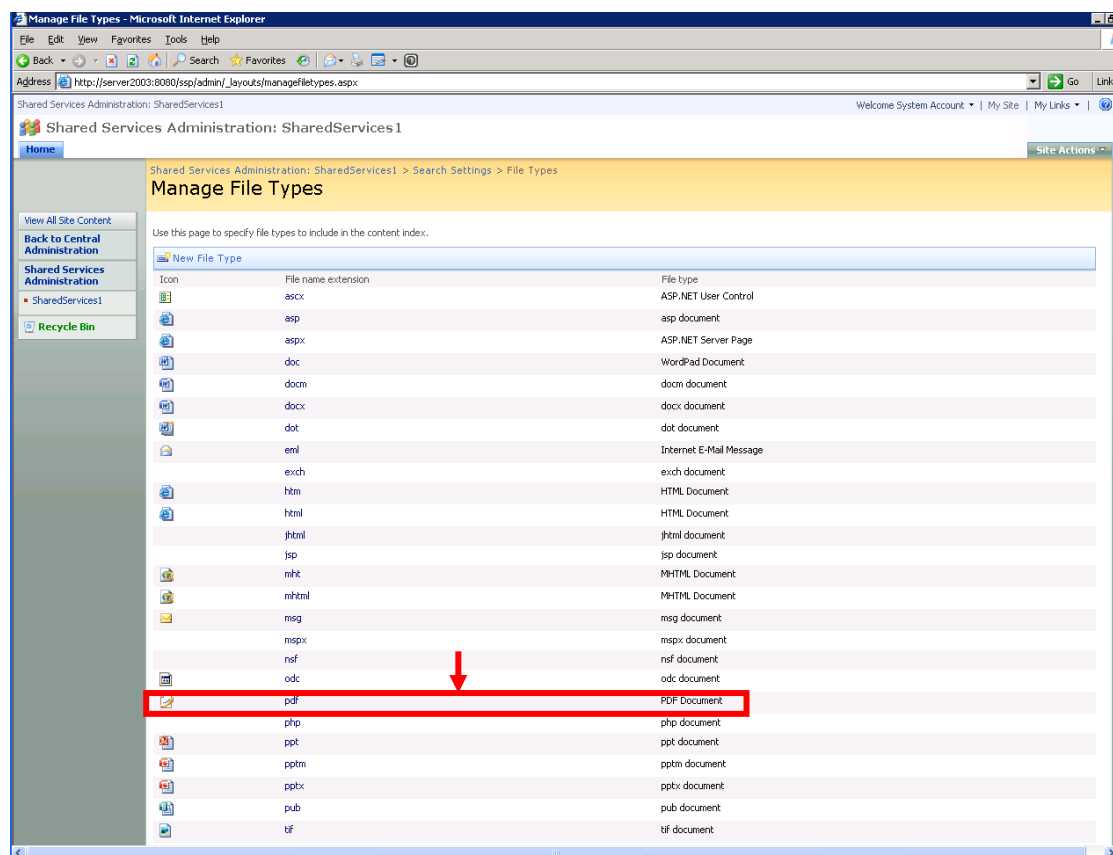 Manage File Types - Microsoft Internet Explorer
File Edit View Favorites Tools Help
Back Search Favorites
Address http://server2003:8080/ssp/admin/_layouts/managefiletypes.aspx Go Link
Shared Services Administration: SharedServices1 Welcome System Account | My Site | My Links |
Shared Services Administration: SharedServices1
Home Site Actions
Shared Services Administration: SharedServices1 > Search Settings > File Types
Manage File Types
View All Site Content
Back to Central
Administration
Shared Services
Administration
SharedServices1
Recycle Bin
Use this page to specify file types to include in the content index.
New File Type
Icon File name extension File type
ascx ASP.NET User Control
asp asp document
aspx ASP.NET Server Page
doc WordPad Document
docm docm document
docx docx document
dot dot document
eml Internet E-Mail Message
exch exch document
htm HTML Document
html HTML Document
jhtml jhtml document
jsp jsp document
mht MHTML Document
mhtml MHTML Document
msg msg document
mspx mspx document
nsf nsf document
odc odc document
pdf PDF Document
php php document
ppt ppt document
pptm pptm document
pptx pptx document
pub pub document
tif tif document